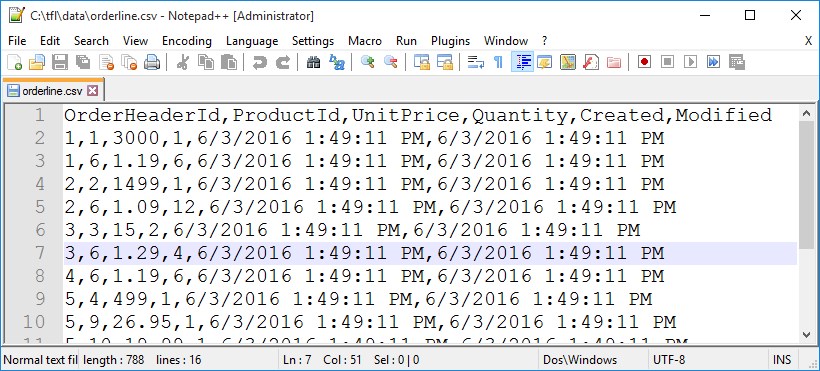 C:\tfl\data\orderline.csv - Notepad++ [Administrator]
File Edit Search View Encoding Language Settings Macro Run Plugins Window ? X
orderline.csv
1 OrderHeaderId,ProductId,UnitPrice,Quantity,Created,Modified
2 1,1,3000,1,6/3/2016 1:49:11 PM,6/3/2016 1:49:11 PM
3 1,6,1.19,6,6/3/2016 1:49:11 PM,6/3/2016 1:49:11 PM
4 2,2,1499,1,6/3/2016 1:49:11 PM,6/3/2016 1:49:11 PM
5 2,6,1.09,12,6/3/2016 1:49:11 PM,6/3/2016 1:49:11 PM
6 3,3,15,2,6/3/2016 1:49:11 PM,6/3/2016 1:49:11 PM
7 3,6,1.29,4,6/3/2016 1:49:11 PM,6/3/2016 1:49:11 PM
8 4,6,1.19,6,6/3/2016 1:49:11 PM,6/3/2016 1:49:11 PM
9 5,4,499,1,6/3/2016 1:49:11 PM,6/3/2016 1:49:11 PM
10 5,9,26.95,1,6/3/2016 1:49:11 PM,6/3/2016 1:49:11 PM
Normal text fil length : 788 lines : 16 Ln : 7 Col : 51 Sel : 0 | 0 Dos\Windows UTF-8 INS